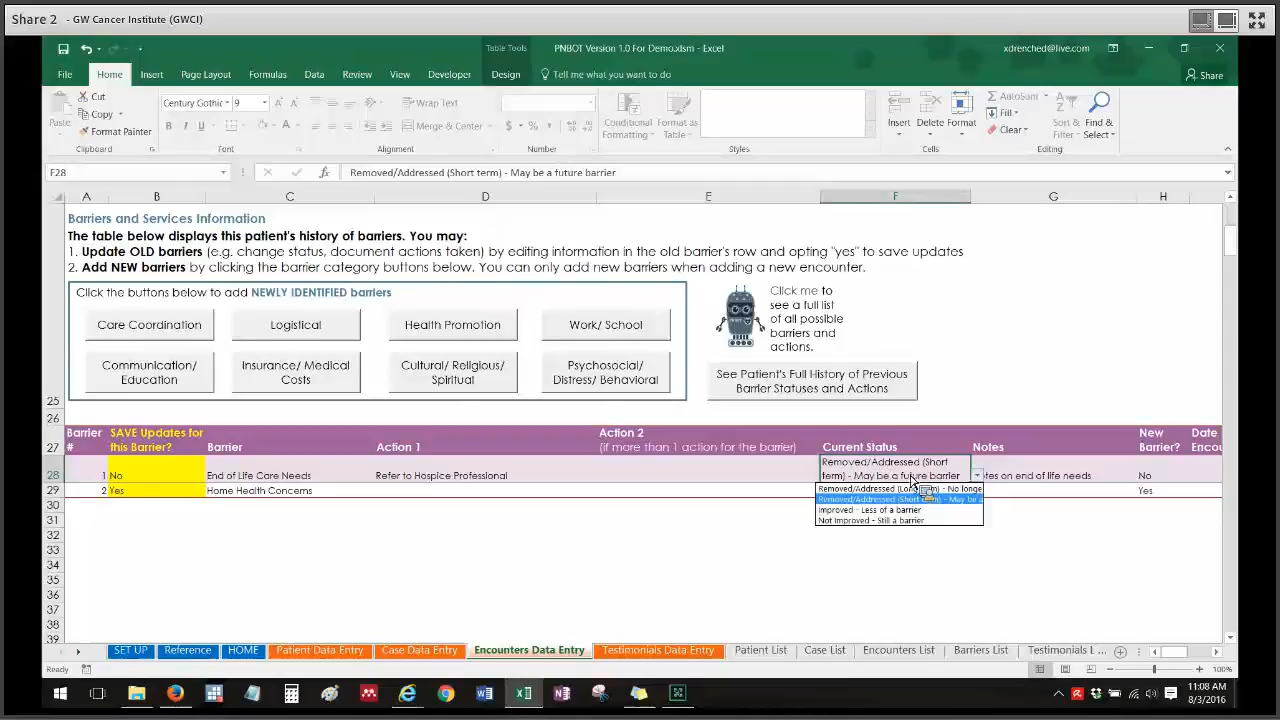 Share 2 - GW Cancer Institute (GWCI)
Table Tools
PNBOT Version 1.0 For Demo.xlsm - Excel
xdrenched@live.com
File Home Insert Page Layout Formulas Data Review View Developer Design Tell me what you want to do Share
Cut
Copy
Format Painter
Paste
Clipboard
Century Gothic 9
B I U
Font
Wrap Text
Merge & Center
Alignment
$ % ,
Number
Conditional Formatting
Format as Table
Styles
Insert Delete Format
Cells
AutoSum
Fill
Clear
Sort & Filter
Find & Select
Editing
F28
fx
Removed/Addressed (Short term) - May be a future barrier
A B C D E F G H
Barriers and Services Information
The table below displays this patient's history of barriers. You may:
1. Update OLD barriers (e.g. change status, document actions taken) by editing information in the old barrier's row and opting "yes" to save updates
2. Add NEW barriers by clicking the barrier category buttons below. You can only add new barriers when adding a new encounter.
Click the buttons below to add NEWLY IDENTIFIED barriers
Care Coordination
Logistical
Health Promotion
Work/ School
Communication/
Education
Insurance/ Medical
Costs
Cultural/ Religious/
Spiritual
Psychosocial/
Distress/ Behavioral
Click me to
see a full list
of all possible
barriers and
actions.
See Patient's Full History of Previous
Barrier Statuses and Actions
25
26
27
Barrier
#
SAVE Updates for
this Barrier?
Barrier
Action 1
Action 2
(if more than 1 action for the barrier)
Current Status
Notes
New
Barrier?
Date
Encou
28
1 No End of Life Care Needs Refer to Hospice Professional
Removed/Addressed (Short
term) - May be a future barrier
on end of life needs
No
29
2 Yes Home Health Concerns
Yes
Removed/Addressed (Long term) - No longe
Removed/Addressed (Short term) - May be a
Improved - Less of a barrier
Not Improved - Still a barrier
30
31
32
33
34
35
36
37
38
39
SET UP Reference HOME Patient Data Entry Case Data Entry Encounters Data Entry Testimonials Data Entry Patient List Case List Encounters List Barriers List Testimonials L ...
Ready
100%
11:08 AM
8/3/2016